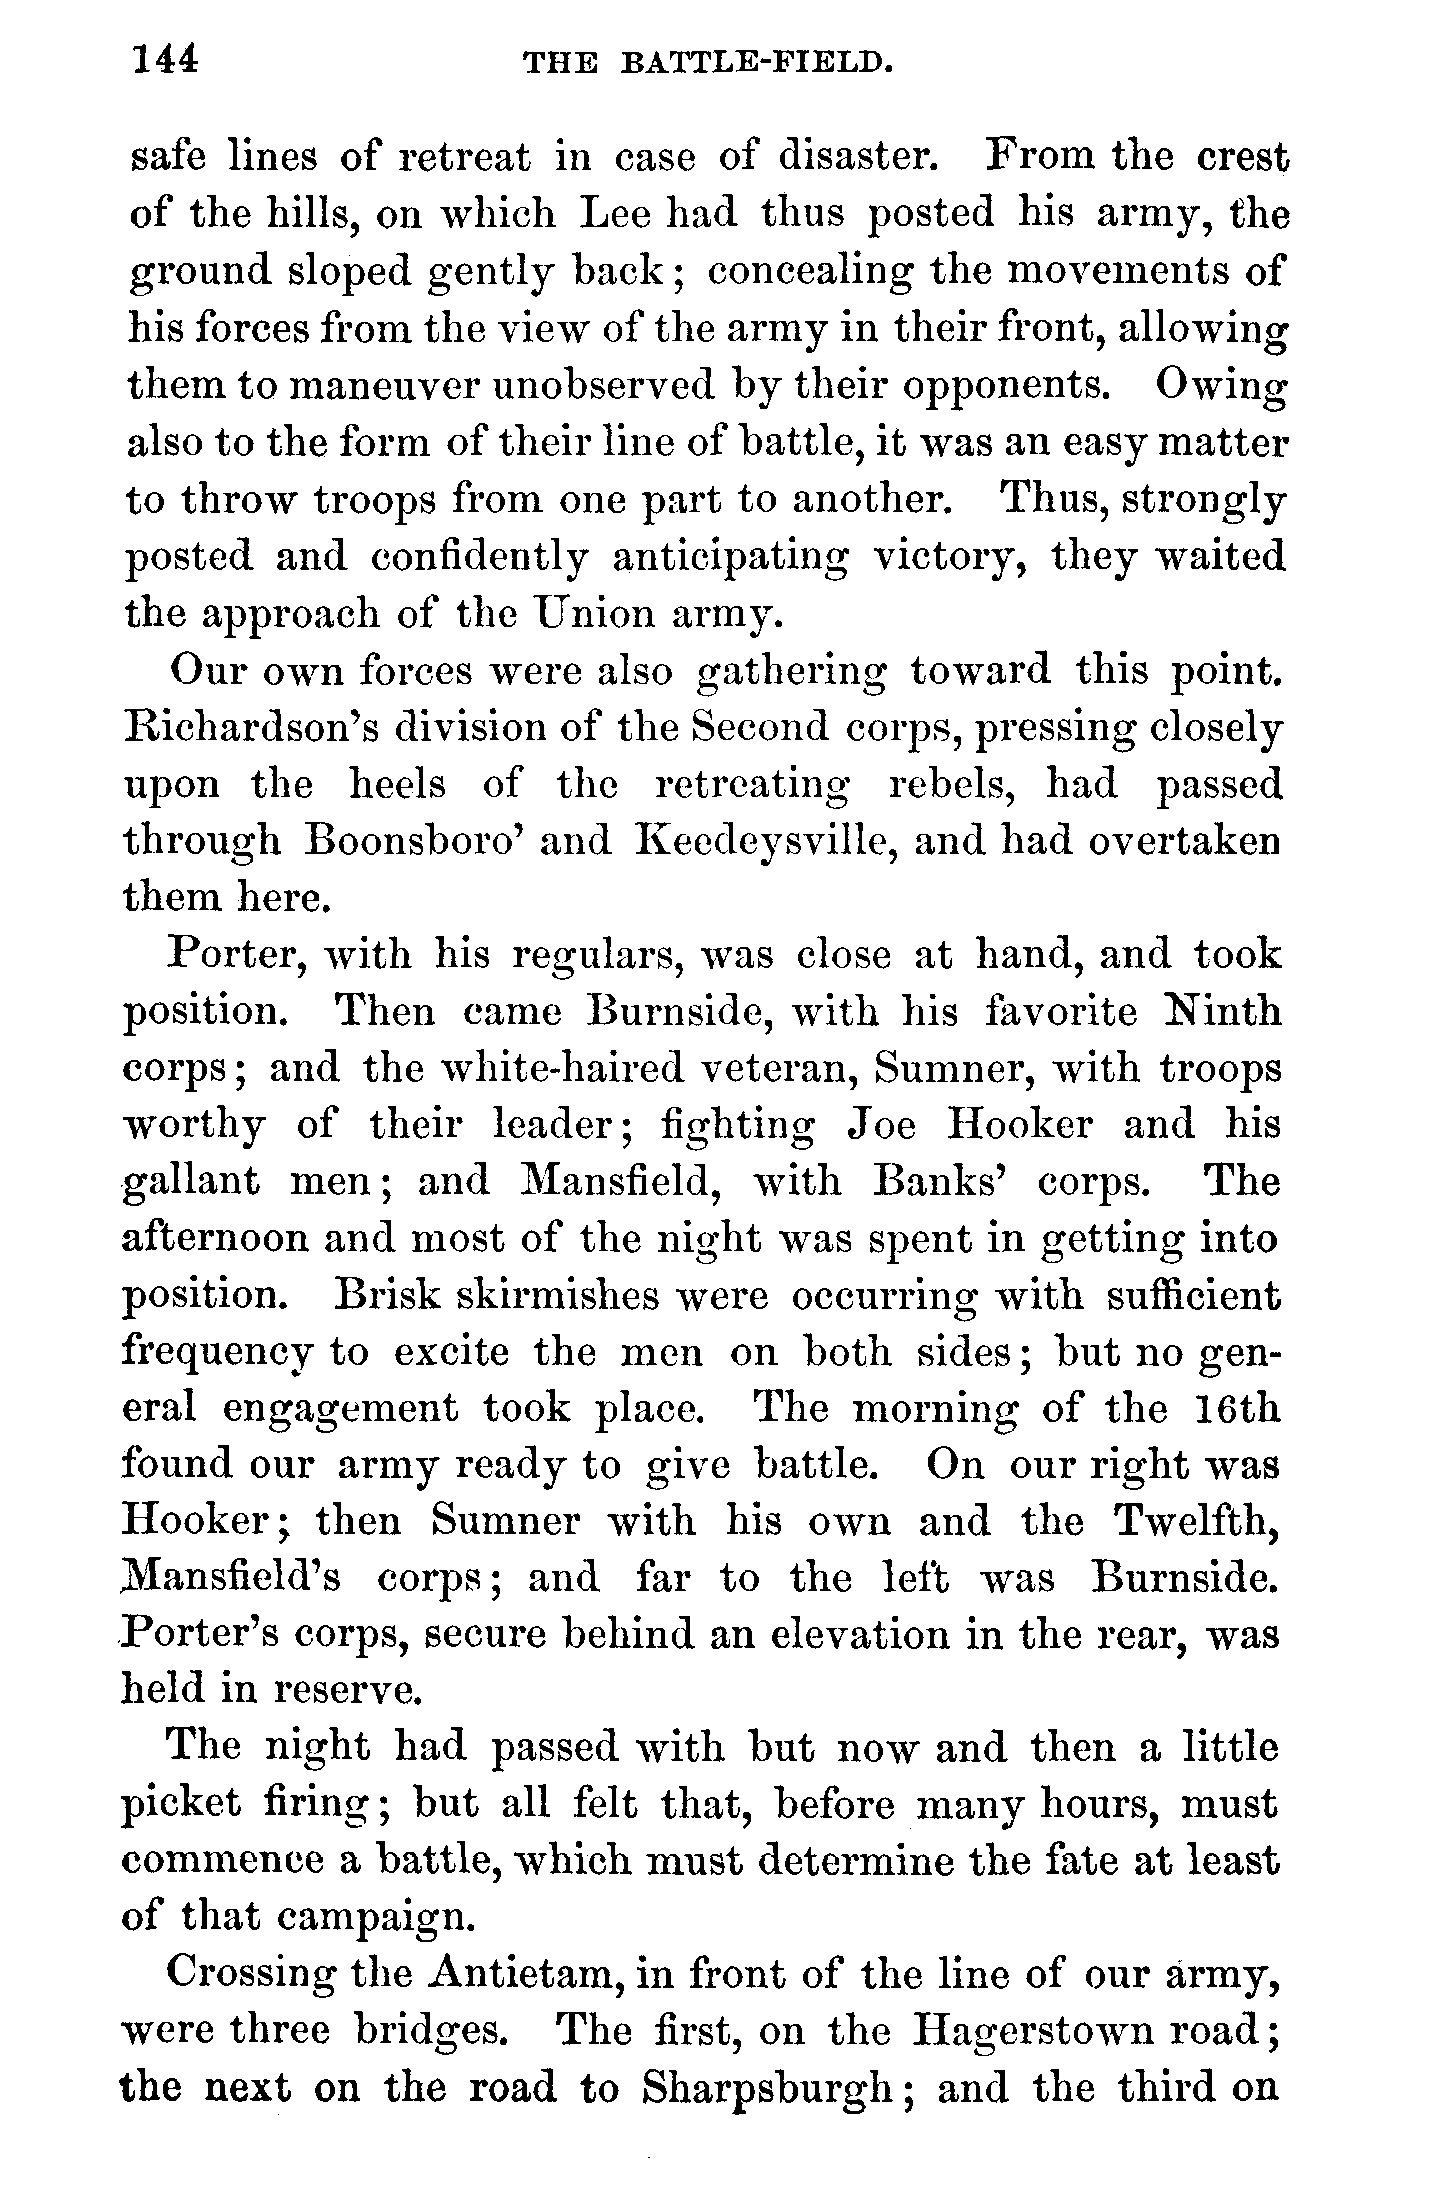 144 THE BATTLE-FIELD.
safe lines of retreat in case of disaster. From the crest
of the hills, on which Lee had thus posted his army, the
ground sloped gently back; concealing the movements of
his forces from the view of the army in their front, allowing
them to maneuver unobserved by their opponents. Owing
also to the form of their line of battle, it was an easy matter
to throw troops from one part to another. Thus, strongly
posted and confidently anticipating victory, they waited
the approach of the Union army.
Our own forces were also gathering toward this point.
Richardson's division of the Second corps, pressing closely
upon the heels of the retreating rebels, had passed
through Boonsboro' and Keedeysville, and had overtaken
them here.
Porter, with his regulars, was close at hand, and took
position. Then came Burnside, with his favorite Ninth
corps; and the white-haired veteran, Sumner, with troops
worthy of their leader; fighting Joe Hooker and his
gallant men; and Mansfield, with Banks' corps. The
afternoon and most of the night was spent in getting into
position. Brisk skirmishes were occurring with sufficient
frequency to excite the men on both sides; but no gen-
eral engagement took place. The morning of the 16th
found our army ready to give battle. On our right was
Hooker; then Sumner with his own and the Twelfth,
Mansfield's corps; and far to the left was Burnside.
Porter's corps, secure behind an elevation in the rear, was
held in reserve.
The night had passed with but now and then a little
picket firing; but all felt that, before many hours, must
commence a battle, which must determine the fate at least
of that campaign.
Crossing the Antietam, in front of the line of our army,
were three bridges. The first, on the Hagerstown road;
the next on the road to Sharpsburgh; and the third on